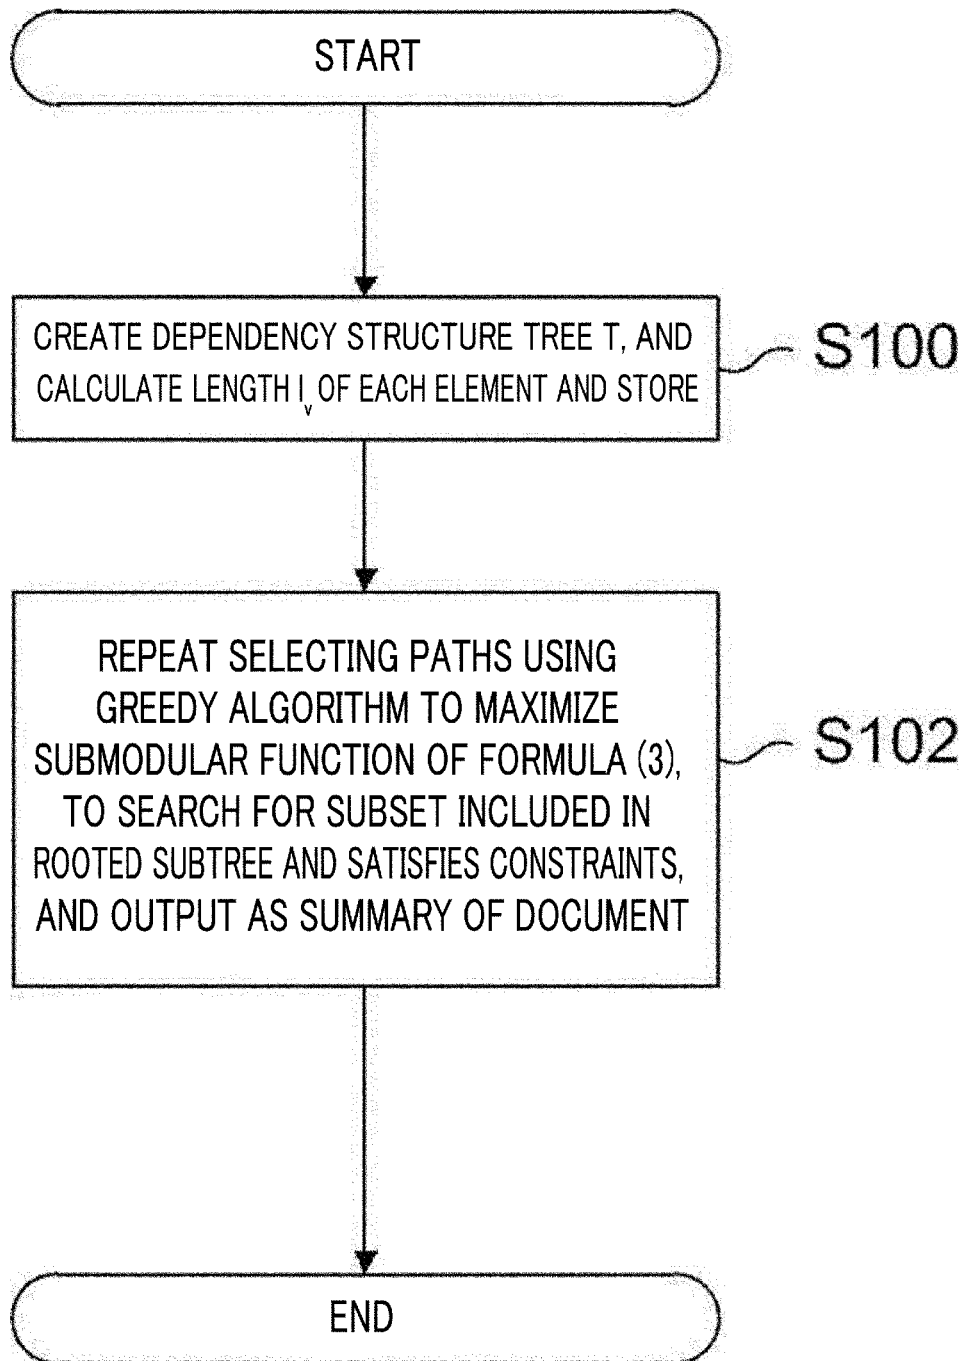 START
CREATE DEPENDENCY STRUCTURE TREE T, AND
CALCULATE LENGTH l_v OF EACH ELEMENT AND STORE
S100
REPEAT SELECTING PATHS USING
GREEDY ALGORITHM TO MAXIMIZE
SUBMODULAR FUNCTION OF FORMULA (3),
TO SEARCH FOR SUBSET INCLUDED IN
ROOTED SUBTREE AND SATISFIES CONSTRAINTS,
AND OUTPUT AS SUMMARY OF DOCUMENT
S102
END